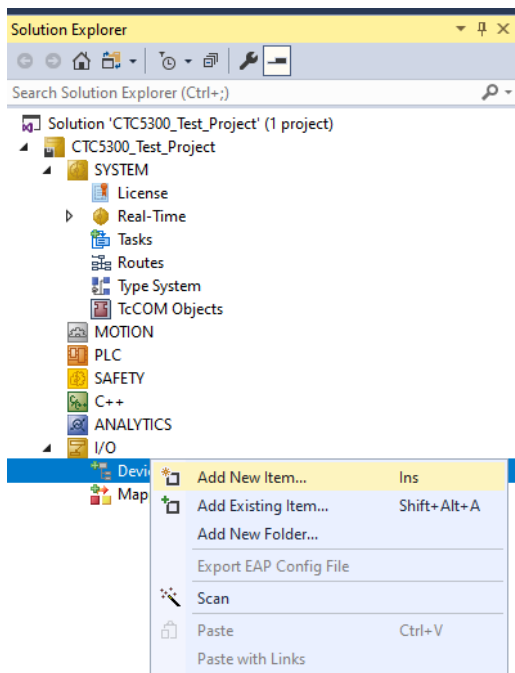 Solution Explorer
Search Solution Explorer (Ctrl+;)
Solution 'CTC5300_Test_Project' (1 project)
CTC5300_Test_Project
SYSTEM
License
Real-Time
Tasks
Routes
Type System
TcCOM Objects
MOTION
PLC
SAFETY
C++
ANALYTICS
I/O
Devi
Map
Add New Item... Ins
Add Existing Item... Shift+Alt+A
Add New Folder...
Export EAP Config File
Scan
Paste Ctrl+V
Paste with Links